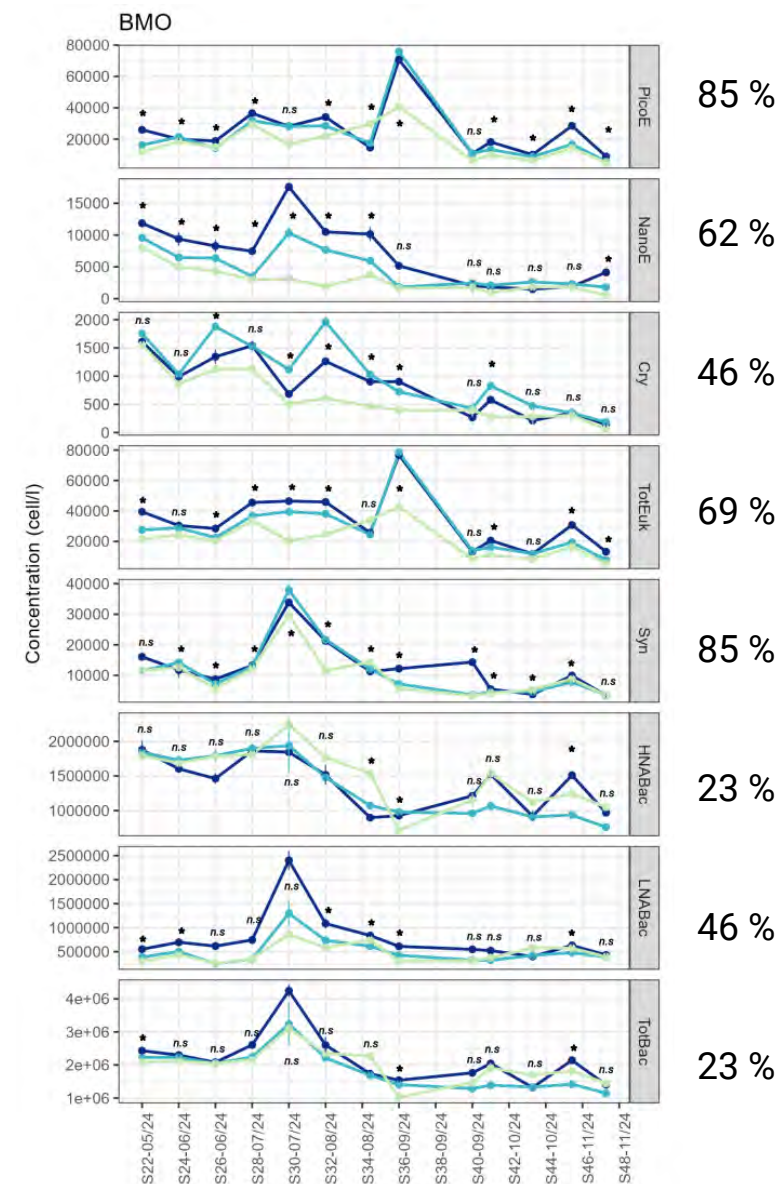 BMO
Concentration (cell/l)
80000
60000
40000
20000
* * * * n.s * * * n.s * * * *
PicoE
85 %
15000
10000
5000
0
* * * * * * * n.s n.s n.s n.s n.s *
NanoE
62 %
2000
1500
1000
500
0
n.s n.s * n.s * * * * n.s * n.s n.s n.s
Cry
46 %
80000
60000
40000
20000
* n.s * * * * n.s * n.s * n.s * *
TotEuk
69 %
40000
30000
20000
10000
n.s * * * * * * * * * * * n.s
Syn
85 %
2000000
1500000
1000000
n.s n.s n.s n.s n.s n.s * * n.s n.s n.s * n.s
HNABac
23 %
2500000
2000000
1500000
1000000
500000
* * n.s n.s n.s * * * n.s n.s n.s * n.s
LNABac
46 %
4e+06
3e+06
2e+06
1e+06
* n.s n.s n.s n.s n.s n.s * n.s n.s n.s * n.s
TotBac
23 %
S22-05/24
S24-06/24
S26-06/24
S28-07/24
S30-07/24
S32-08/24
S34-08/24
S36-09/24
S38-09/24
S40-09/24
S42-10/24
S44-10/24
S46-11/24
S48-11/24